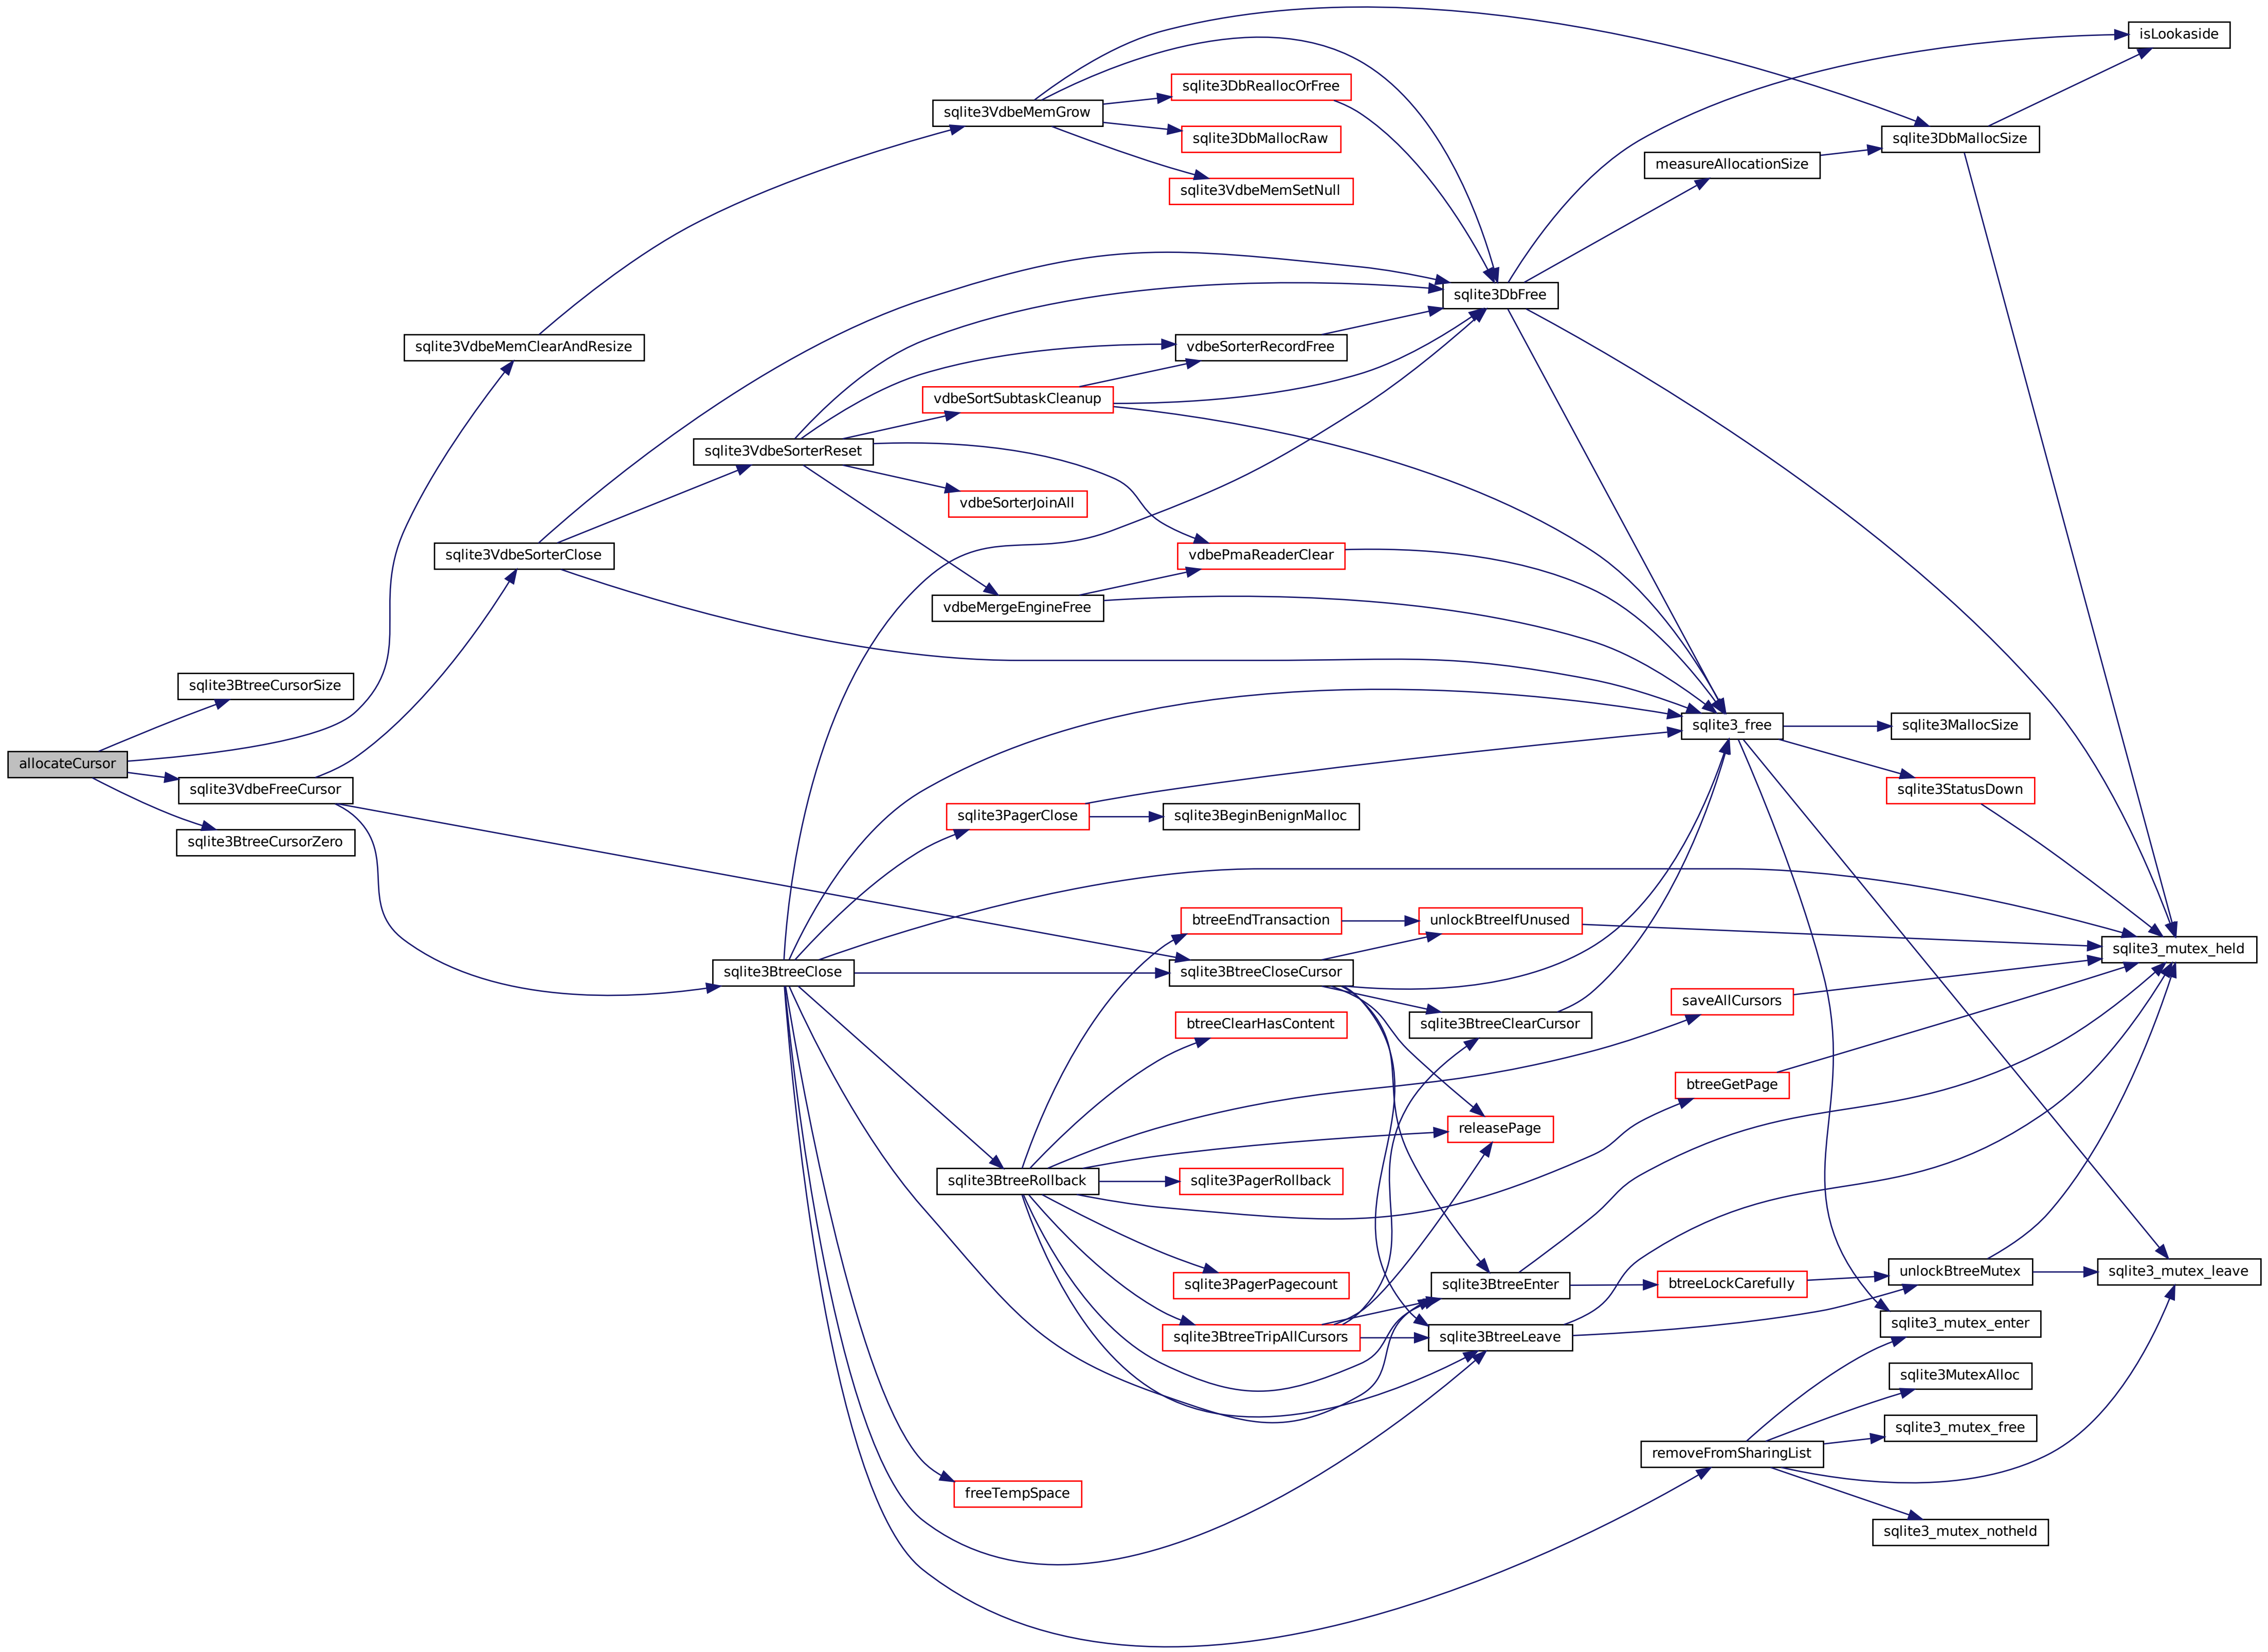 isLookaside
sqlite3DbReallocOrFree
sqlite3VdbeMemGrow
sqlite3DbMallocRaw
sqlite3DbMallocSize
measureAllocationSize
sqlite3VdbeMemSetNull
sqlite3DbFree
sqlite3VdbeMemClearAndResize
vdbeSorterRecordFree
vdbeSortSubtaskCleanup
sqlite3VdbeSorterReset
vdbeSorterJoinAll
sqlite3VdbeSorterClose
vdbePmaReaderClear
vdbeMergeEngineFree
sqlite3BtreeCursorSize
sqlite3_free
sqlite3MallocSize
allocateCursor
sqlite3VdbeFreeCursor
sqlite3StatusDown
sqlite3PagerClose
sqlite3BeginBenignMalloc
sqlite3BtreeCursorZero
btreeEndTransaction
unlockBtreeIfUnused
sqlite3_mutex_held
sqlite3BtreeClose
sqlite3BtreeCloseCursor
saveAllCursors
btreeClearHasContent
sqlite3BtreeClearCursor
btreeGetPage
releasePage
sqlite3BtreeRollback
sqlite3PagerRollback
sqlite3PagerPagecount
sqlite3BtreeEnter
btreeLockCarefully
unlockBtreeMutex
sqlite3_mutex_leave
sqlite3_mutex_enter
sqlite3BtreeTripAllCursors
sqlite3BtreeLeave
sqlite3MutexAlloc
sqlite3_mutex_free
removeFromSharingList
freeTempSpace
sqlite3_mutex_notheld